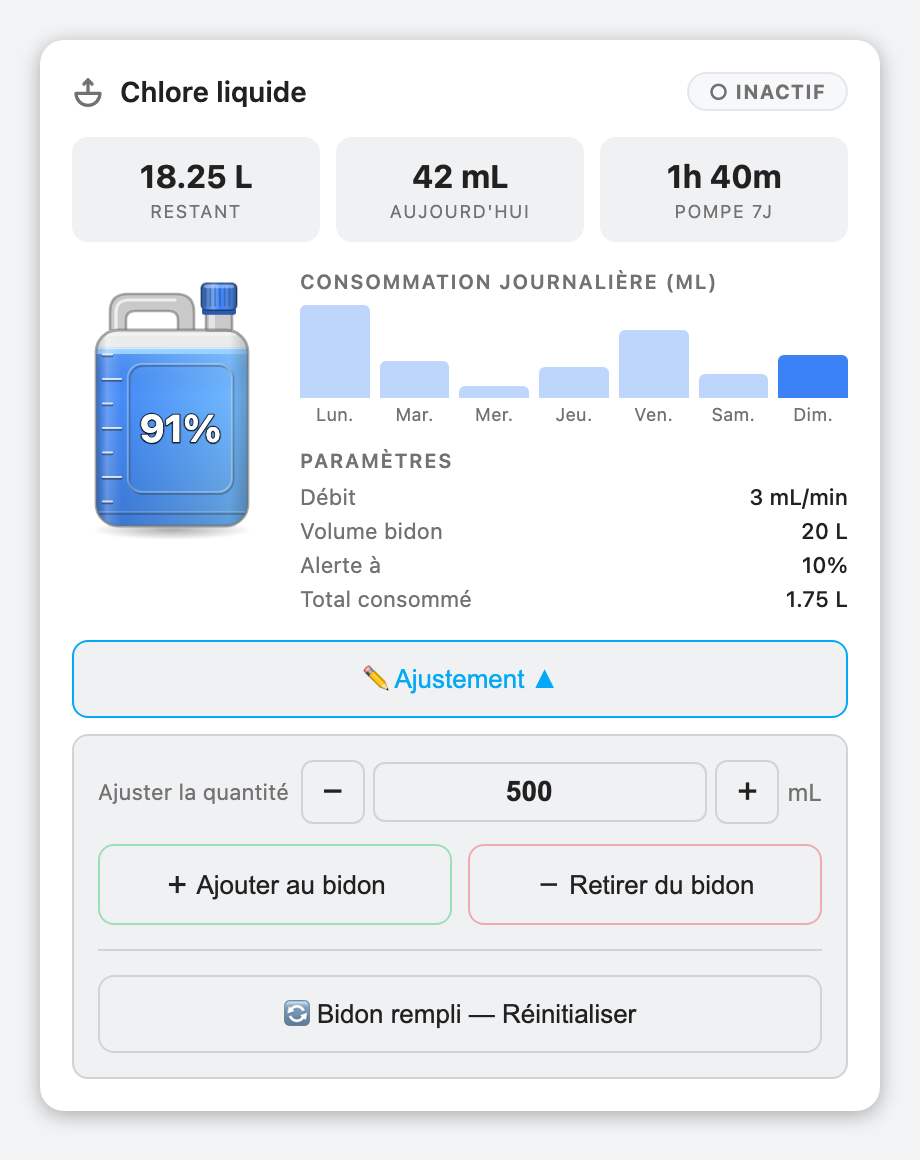 Chlore liquide
INACTIF
18.25 L
RESTANT
42 mL
AUJOURD'HUI
1h 40m
POMPE 7J
91%
CONSOMMATION JOURNALIÈRE (ML)
Lun. Mar. Mer. Jeu. Ven. Sam. Dim.
PARAMÈTRES
Débit 3 mL/min
Volume bidon 20 L
Alerte à 10%
Total consommé 1.75 L
✏️ Ajustement ▲
Ajuster la quantité − 500 + mL
+ Ajouter au bidon
− Retirer du bidon
🔄 Bidon rempli — Réinitialiser